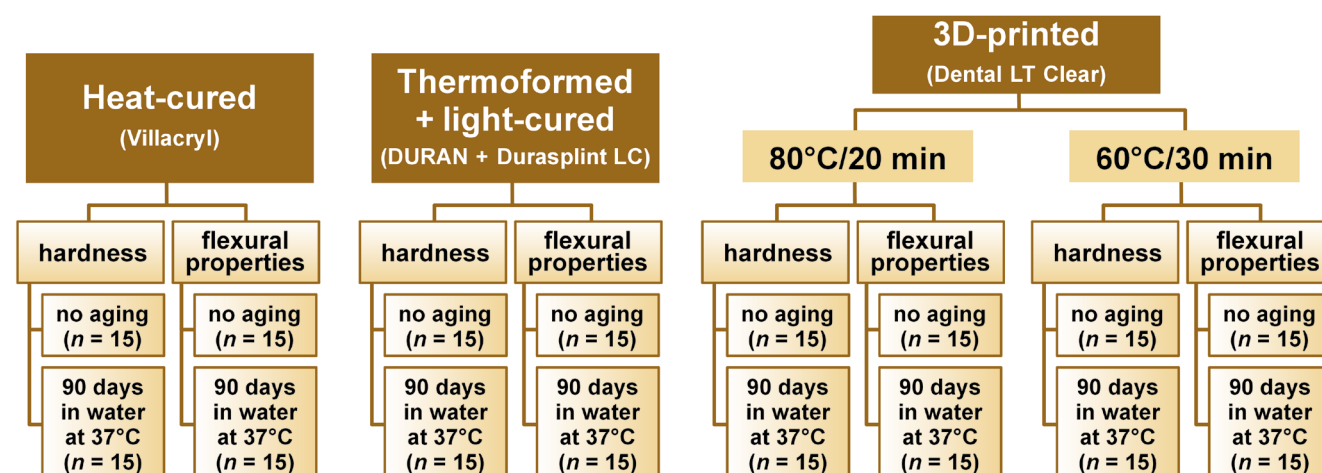 Heat-cured
(Villacryl)
hardness
no aging
(n = 15)
90 days
in water
at 37°C
(n = 15)
flexural
properties
no aging
(n = 15)
90 days
in water
at 37°C
(n = 15)
Thermoformed
+ light-cured
(DURAN + Durasplint LC)
hardness
no aging
(n = 15)
90 days
in water
at 37°C
(n = 15)
flexural
properties
no aging
(n = 15)
90 days
in water
at 37°C
(n = 15)
3D-printed
(Dental LT Clear)
80°C/20 min
hardness
no aging
(n = 15)
90 days
in water
at 37°C
(n = 15)
flexural
properties
no aging
(n = 15)
90 days
in water
at 37°C
(n = 15)
60°C/30 min
hardness
no aging
(n = 15)
90 days
in water
at 37°C
(n = 15)
flexural
properties
no aging
(n = 15)
90 days
in water
at 37°C
(n = 15)